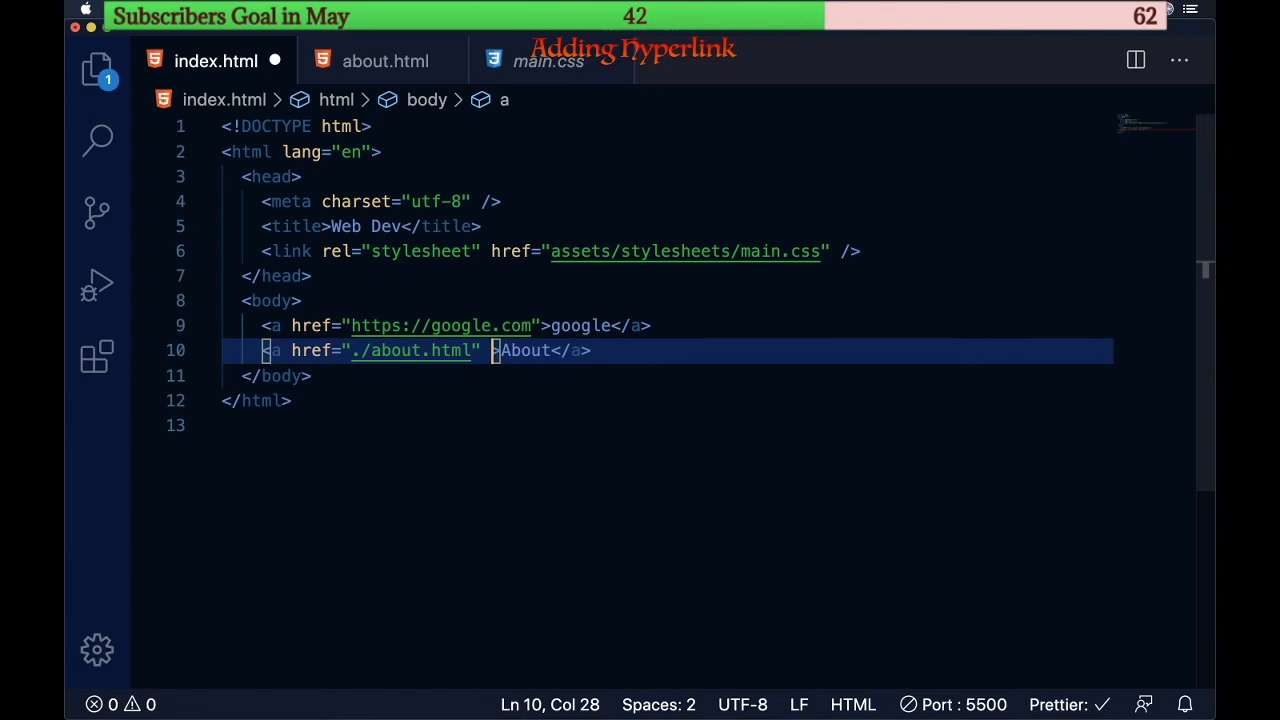 Subscribers Goal in May 42 62
Adding Hyperlink
index.html about.html main.css
1
index.html > html > body > a
1 <!DOCTYPE html>
2 <html lang="en">
3 <head>
4 <meta charset="utf-8" />
5 <title>Web Dev</title>
6 <link rel="stylesheet" href="assets/stylesheets/main.css" />
7 </head>
8 <body>
9 <a href="https://google.com">google</a>
10 <a href="./about.html" >About</a>
11 </body>
12 </html>
13
0 0 Ln 10, Col 28 Spaces: 2 UTF-8 LF HTML Port : 5500 Prettier: ✓